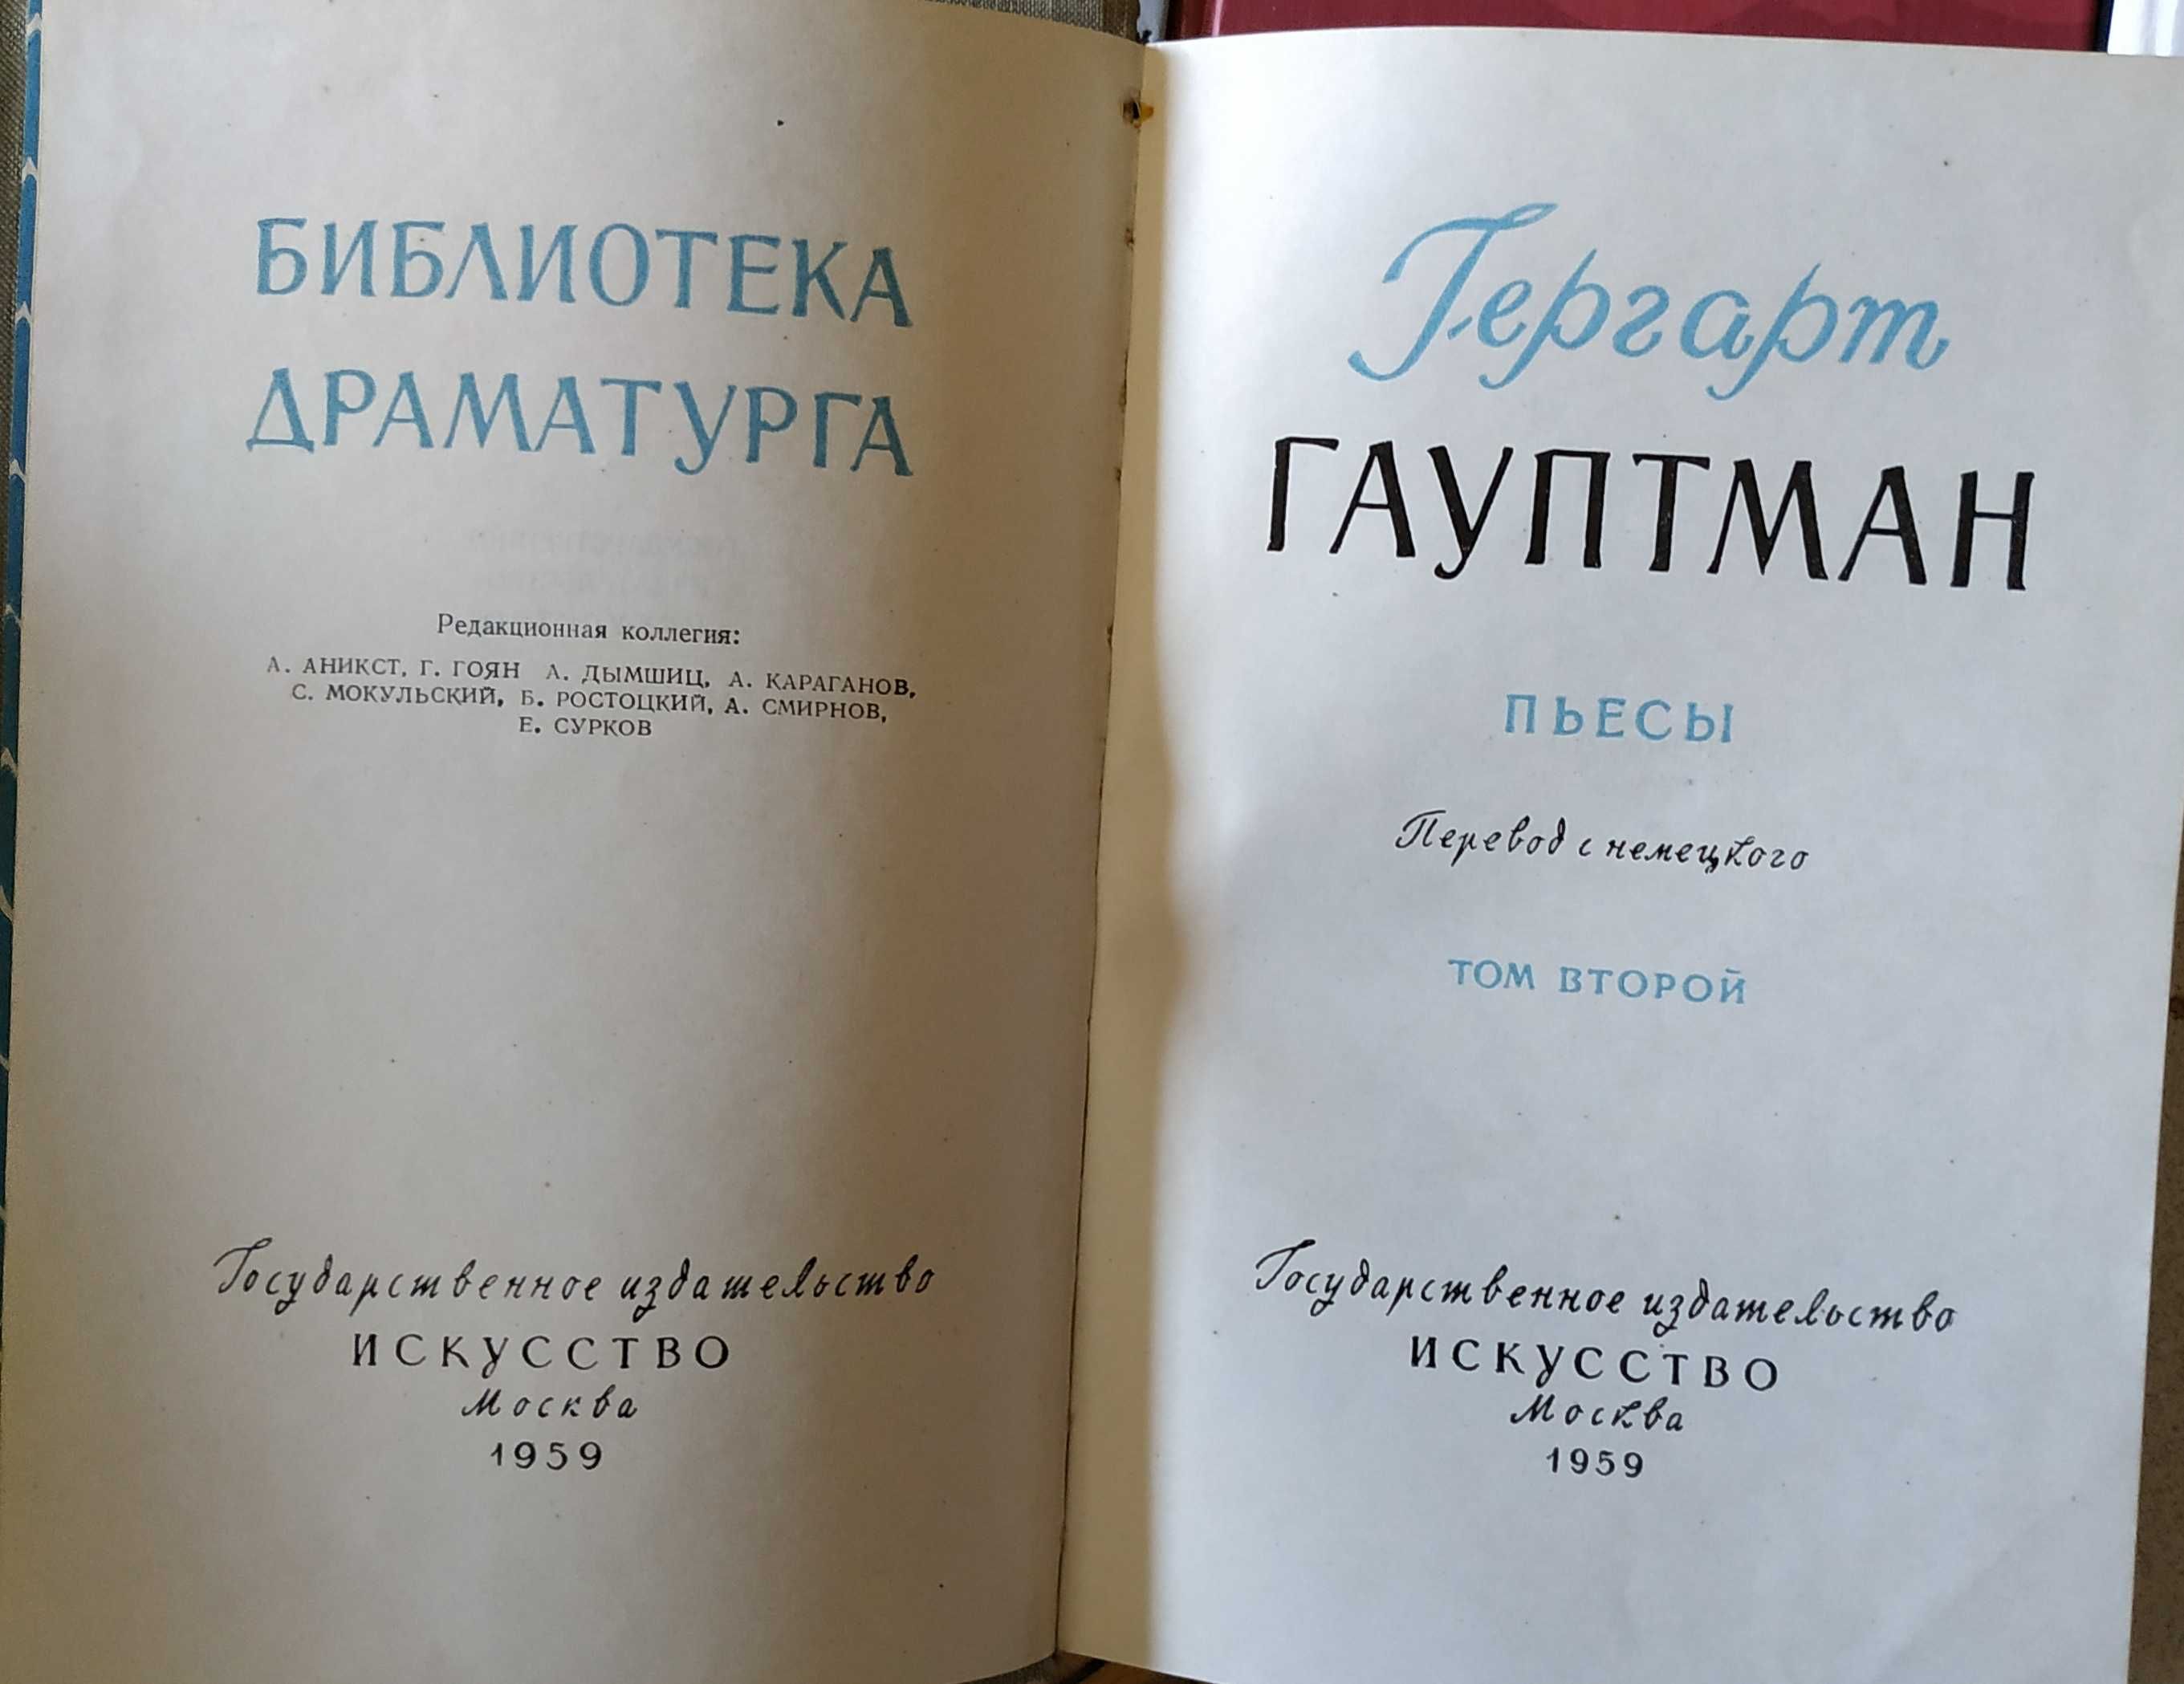 БИБЛИОТЕКА
ДРАМАТУРГА
Редакционная коллегия:
А. АНИКСТ, Г. ГОЯН А. ДЫМШИЦ, А. КАРАГАНОВ,
С. МОКУЛЬСКИЙ, Б. РОСТОЦКИЙ, А. СМИРНОВ,
Е. СУРКОВ
Государственное издательство
ИСКУССТВО
Москва
1959
Гергарт
ГАУПТМАН
ПЬЕСЫ
Перевод с немецкого
ТОМ ВТОРОЙ
Государственное издательство
ИСКУССТВО
Москва
1959